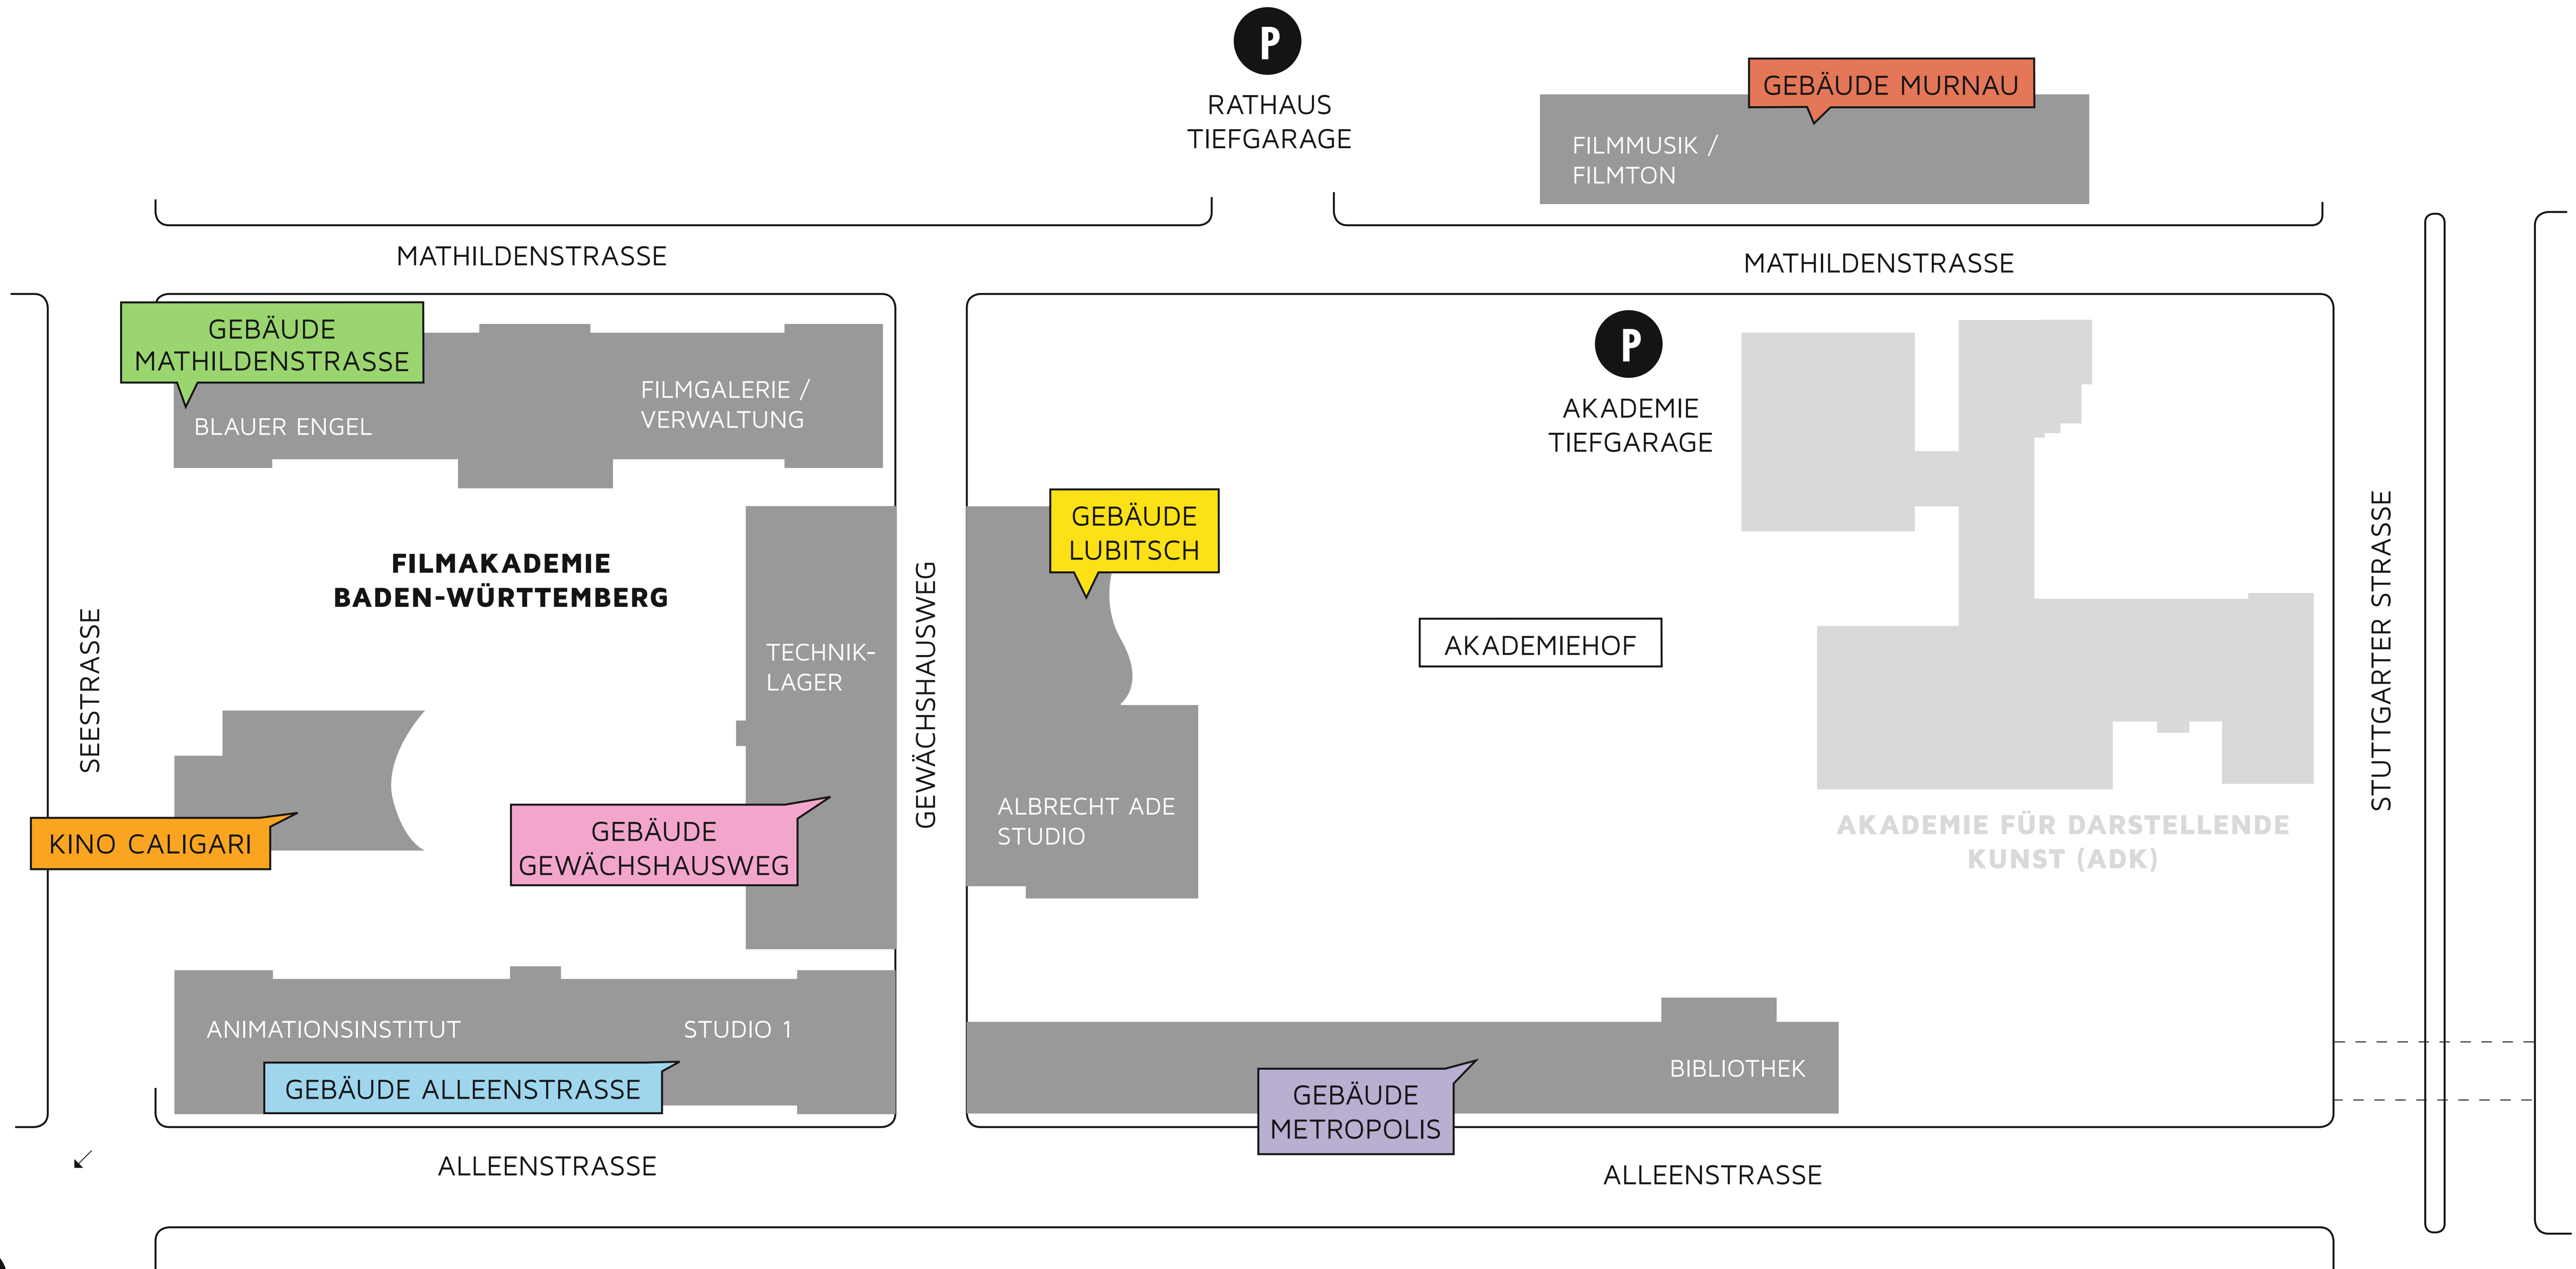 P
RATHAUS
TIEFGARAGE
GEBÄUDE MURNAU
FILMMUSIK /
FILMTON
MATHILDENSTRASSE
MATHILDENSTRASSE
GEBÄUDE
MATHILDENSTRASSE
BLAUER ENGEL
FILMGALERIE /
VERWALTUNG
P
AKADEMIE
TIEFGARAGE
FILMAKADEMIE
BADEN-WÜRTTEMBERG
GEBÄUDE
LUBITSCH
SEESTRASSE
TECHNIK-
LAGER
GEWÄCHSHAUSWEG
AKADEMIEHOF
STUTTGARTER STRASSE
KINO CALIGARI
GEBÄUDE
GEWÄCHSHAUSWEG
ALBRECHT ADE
STUDIO
AKADEMIE FÜR DARSTELLENDE
KUNST (ADK)
ANIMATIONSINSTITUT
STUDIO 1
GEBÄUDE ALLEENSTRASSE
BIBLIOTHEK
GEBÄUDE
METROPOLIS
ALLEENSTRASSE
ALLEENSTRASSE